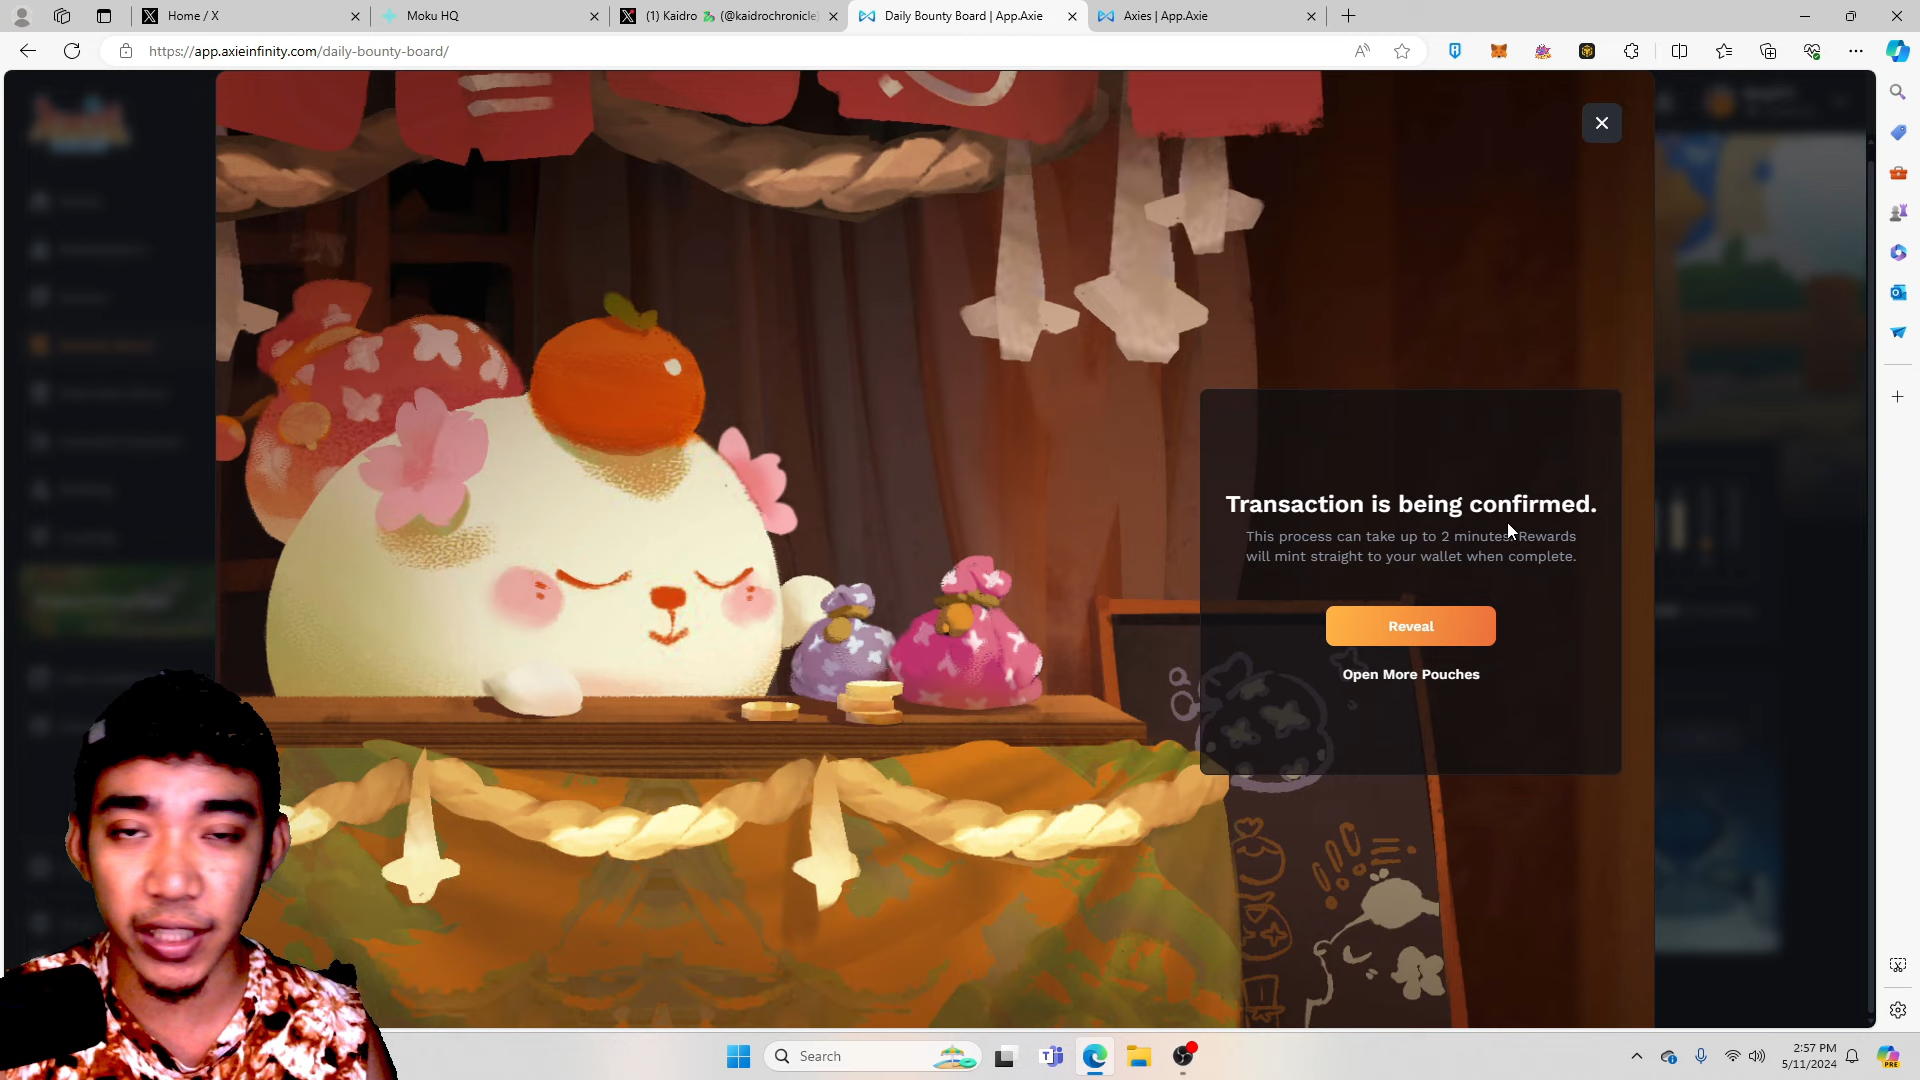 Home / X
Moku HQ
(1) Kaidro (@kaidrochronicle)
Daily Bounty Board | App.Axie
Axies | App.Axie
https://app.axieinfinity.com/daily-bounty-board/
Transaction is being confirmed.
This process can take up to 2 minutes. Rewards
will mint straight to your wallet when complete.
Reveal
Open More Pouches
Search
2:57 PM
5/11/2024
PRE